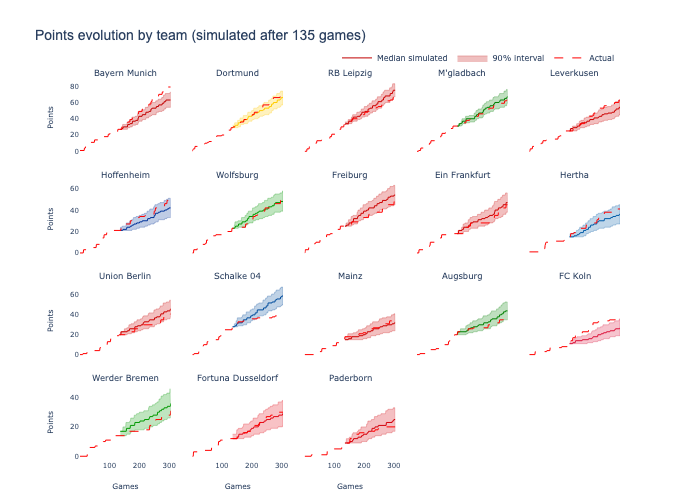 Points evolution by team (simulated after 135 games)
Median simulated 90% interval Actual
Bayern Munich Dortmund RB Leipzig M'gladbach Leverkusen
80
60
40
20
0
Points
Hoffenheim Wolfsburg Freiburg Ein Frankfurt Hertha
60
40
20
0
Points
Union Berlin Schalke 04 Mainz Augsburg FC Koln
60
40
20
0
Points
Werder Bremen Fortuna Dusseldorf Paderborn
40
20
0
Points
100 200 300 100 200 300 100 200 300
Games Games Games